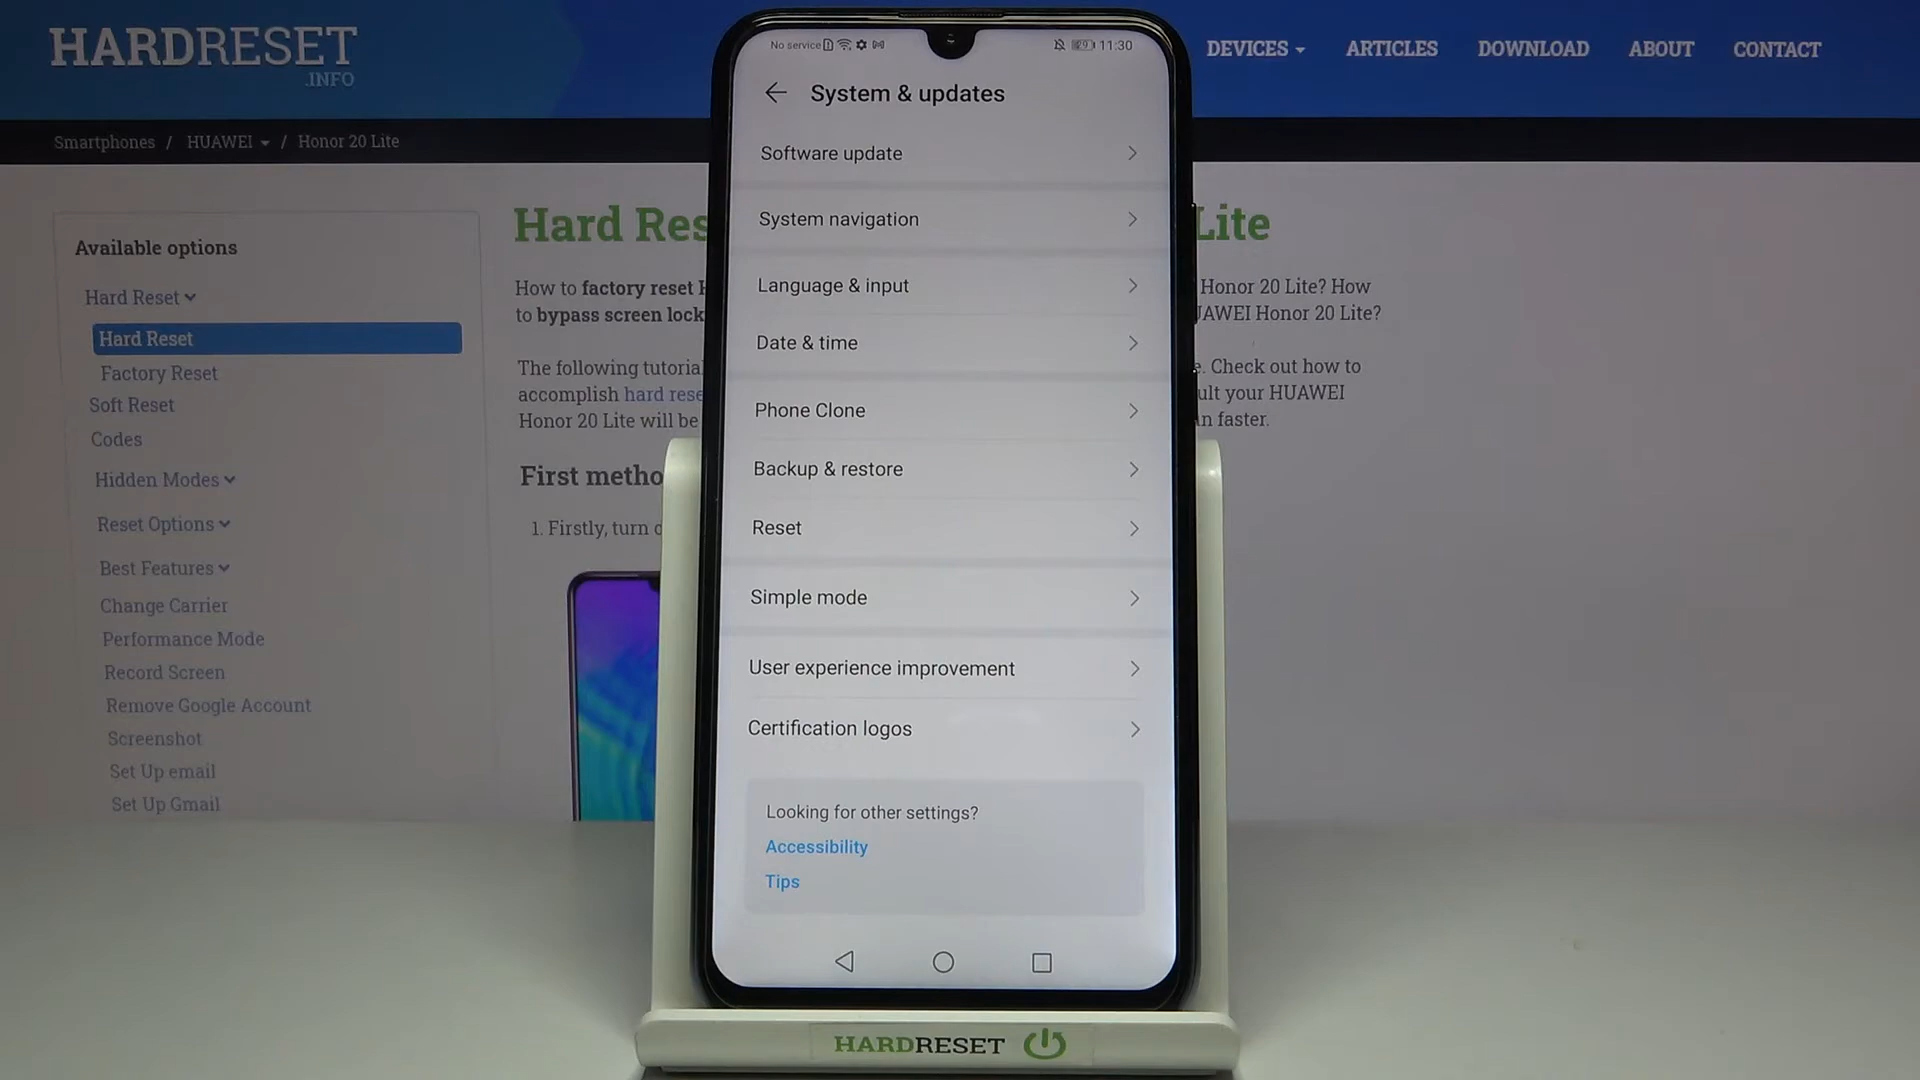 HARDRESET
.INFO
DEVICES
ARTICLES
DOWNLOAD
ABOUT
CONTACT
Smartphones / HUAWEI / Honor 20 Lite
Available options
Hard Reset
Hard Reset
Factory Reset
Soft Reset
Codes
Hidden Modes
Reset Options
Best Features
Change Carrier
Performance Mode
Record Screen
Remove Google Account
Screenshot
Set Up email
Set Up Gmail
Hard Res
Lite
How to factory reset H
Honor 20 Lite? How
to bypass screen lock
UAWEI Honor 20 Lite?
The following tutorial
e. Check out how to
accomplish hard rese
ult your HUAWEI
Honor 20 Lite will be
n faster.
First metho
1. Firstly, turn o
No service
29
11:30
System & updates
Software update
System navigation
Language & input
Date & time
Phone Clone
Backup & restore
Reset
Simple mode
User experience improvement
Certification logos
Looking for other settings?
Accessibility
Tips
HARDRESET